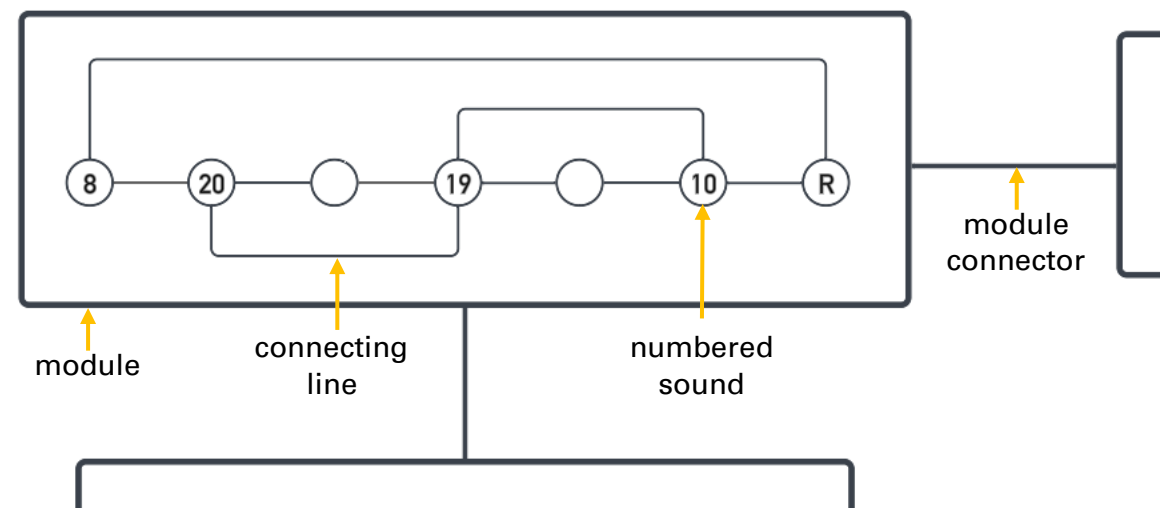 8 20 19 10 R
module
connector
module
connecting
line
numbered
sound